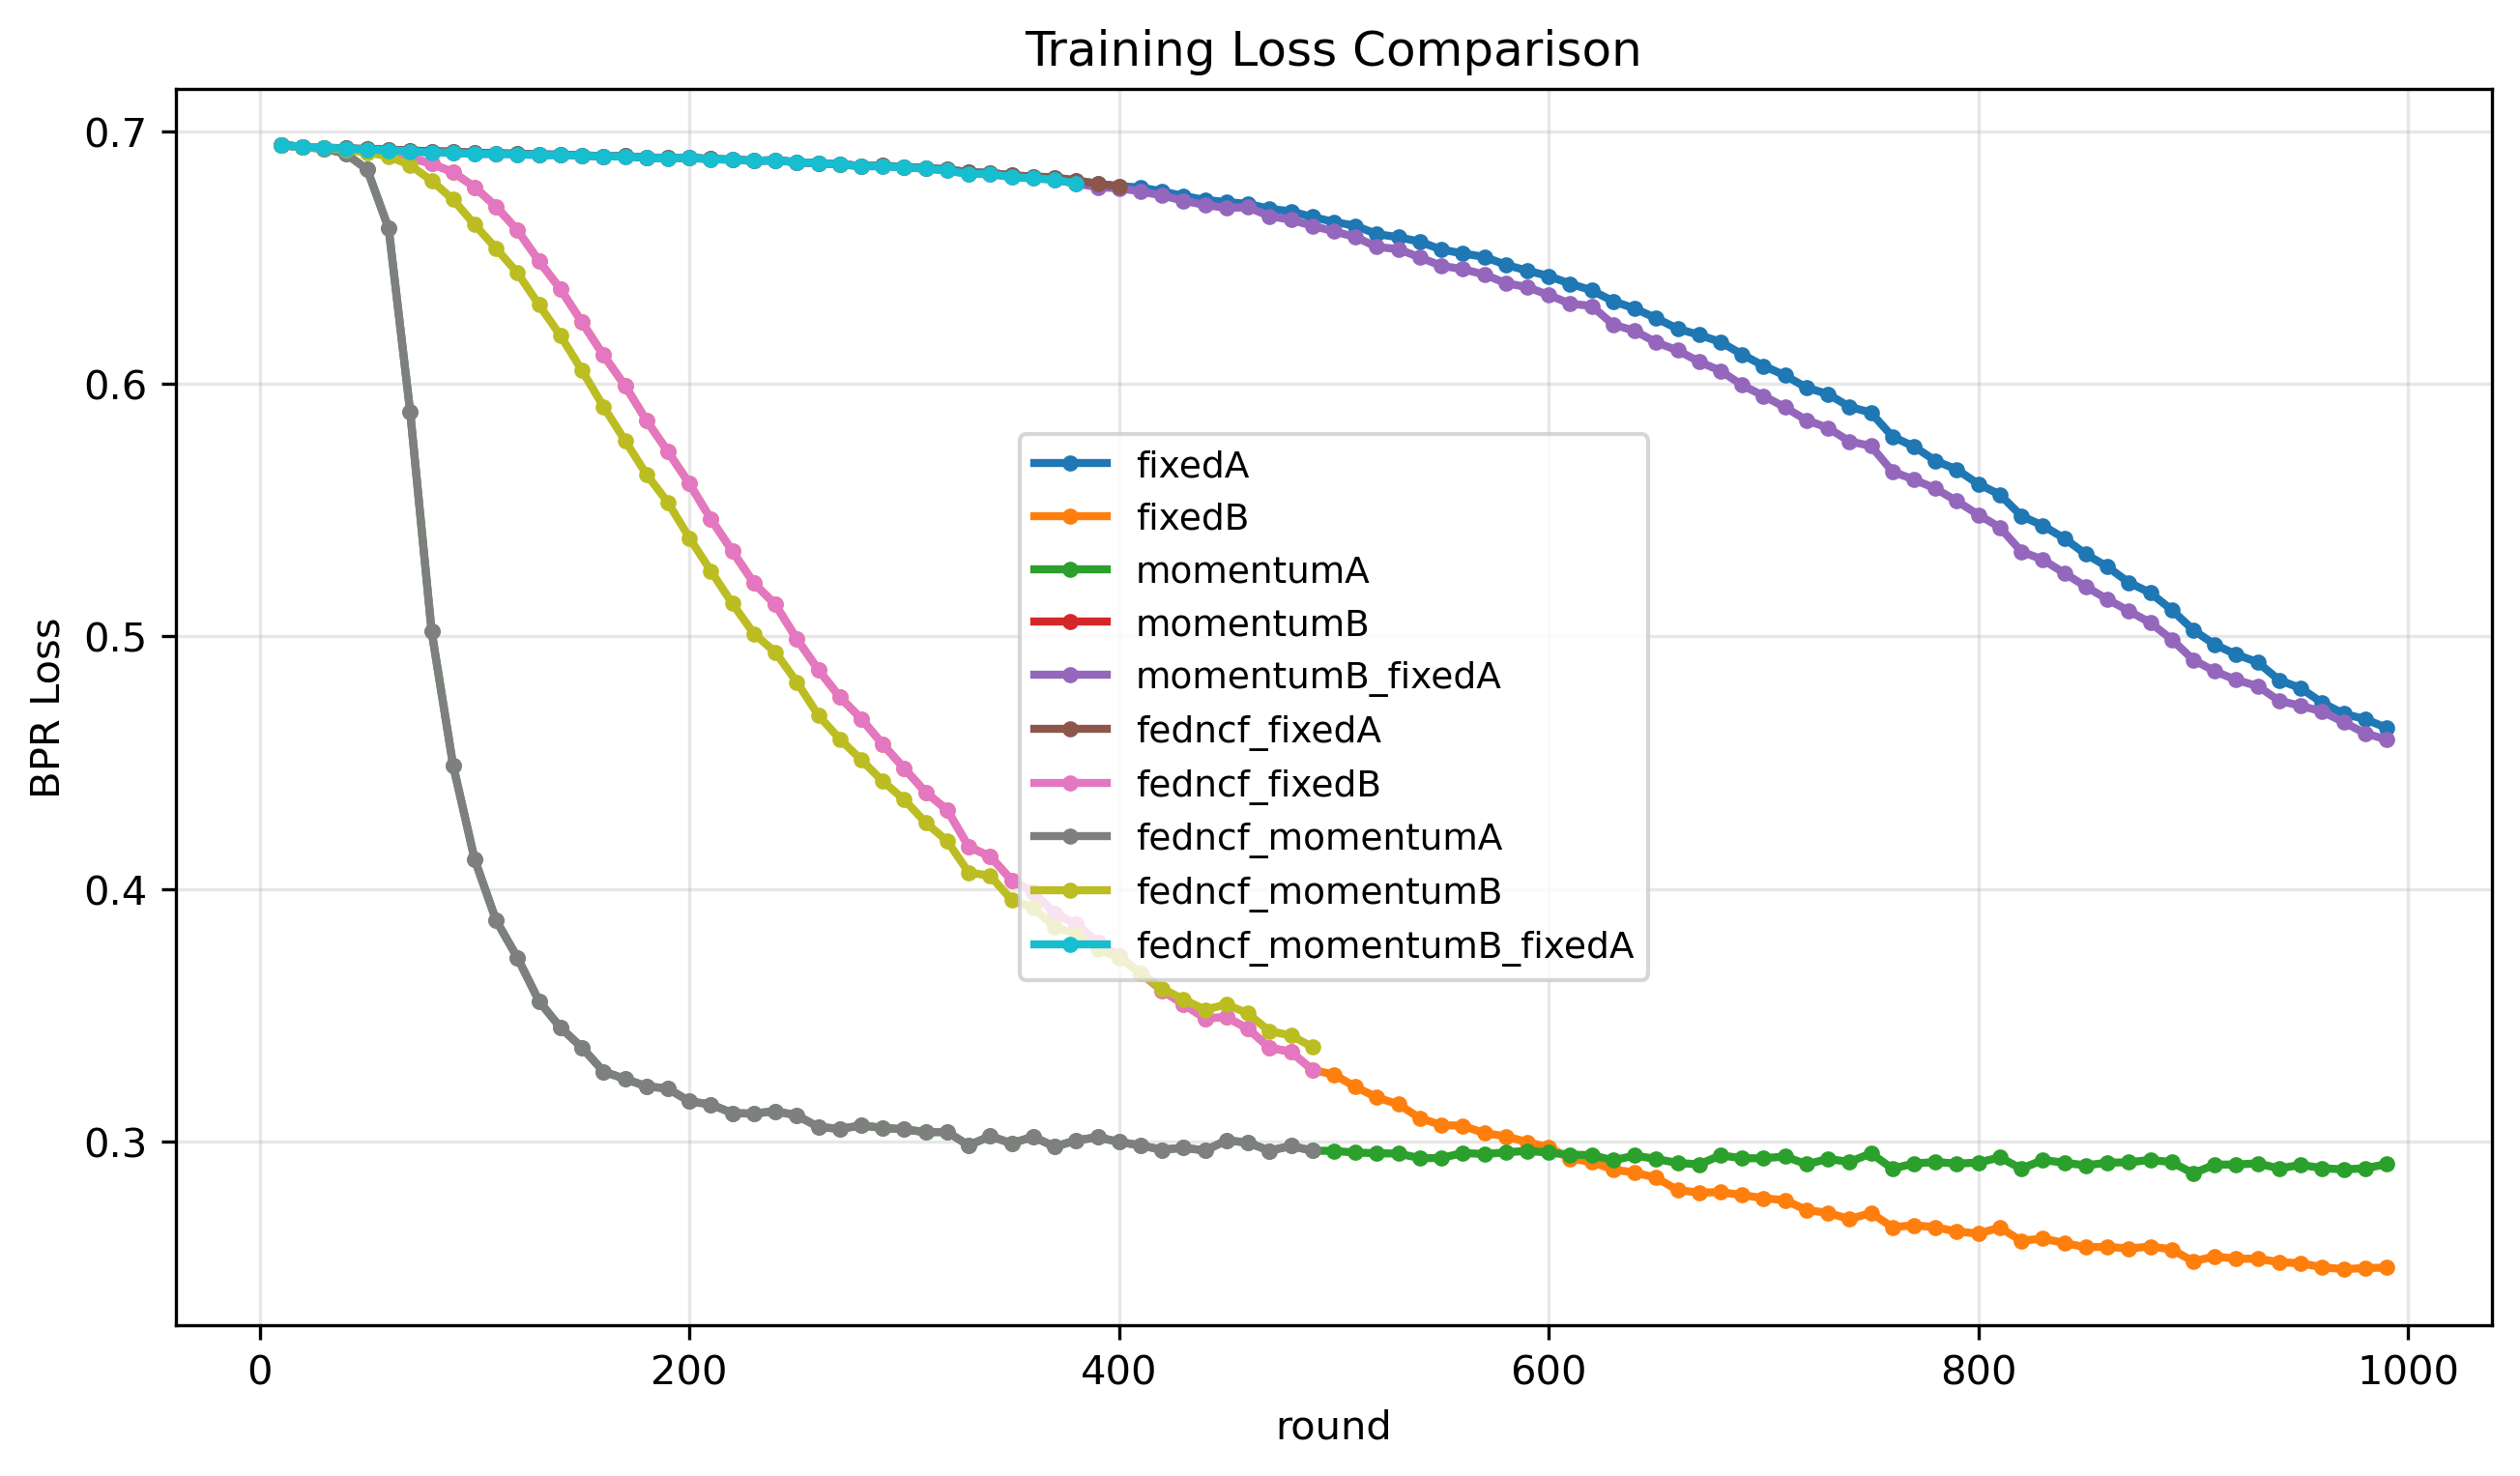 Training Loss Comparison
BPR Loss
0.7
0.6
0.5
0.4
0.3
fixedA
fixedB
momentumA
momentumB
momentumB_fixedA
fedncf_fixedA
fedncf_fixedB
fedncf_momentumA
fedncf_momentumB
fedncf_momentumB_fixedA
0 200 400 600 800 1000
round